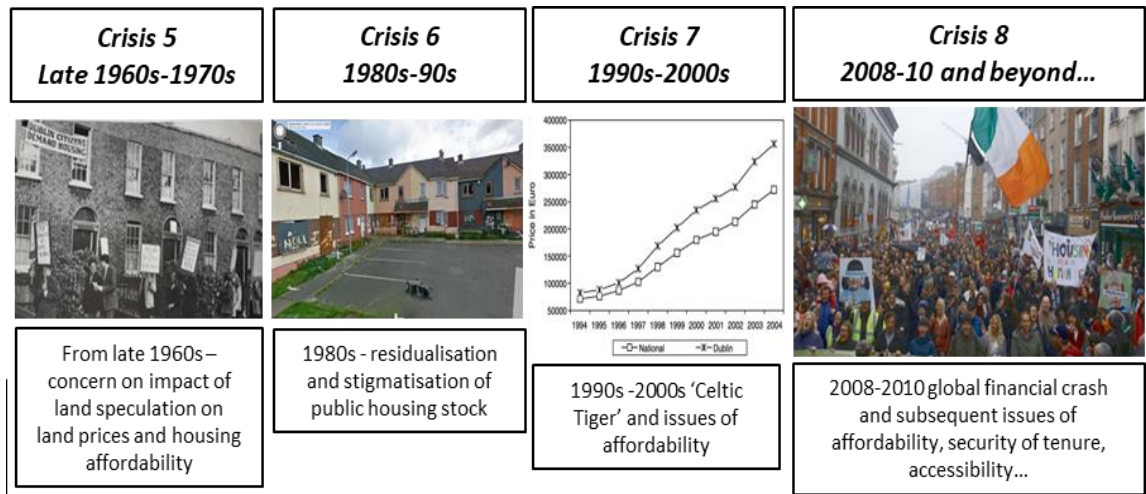 Crisis 5
Late 1960s-1970s
Crisis 6
1980s-90s
Crisis 7
1990s-2000s
Crisis 8
2008-10 and beyond…
DUBLIN CITIZENS
DEMAND HOUSING
Price in Euro
400000
350000
300000
250000
200000
150000
100000
50000
1994 1995 1996 1997 1998 1999 2000 2001 2002 2003 2004
National Dublin
HOUSING
From late 1960s –
concern on impact of
land speculation on
land prices and housing
affordability
1980s - residualisation
and stigmatisation of
public housing stock
1990s -2000s ‘Celtic
Tiger’ and issues of
affordability
2008-2010 global financial crash
and subsequent issues of
affordability, security of tenure,
accessibility…